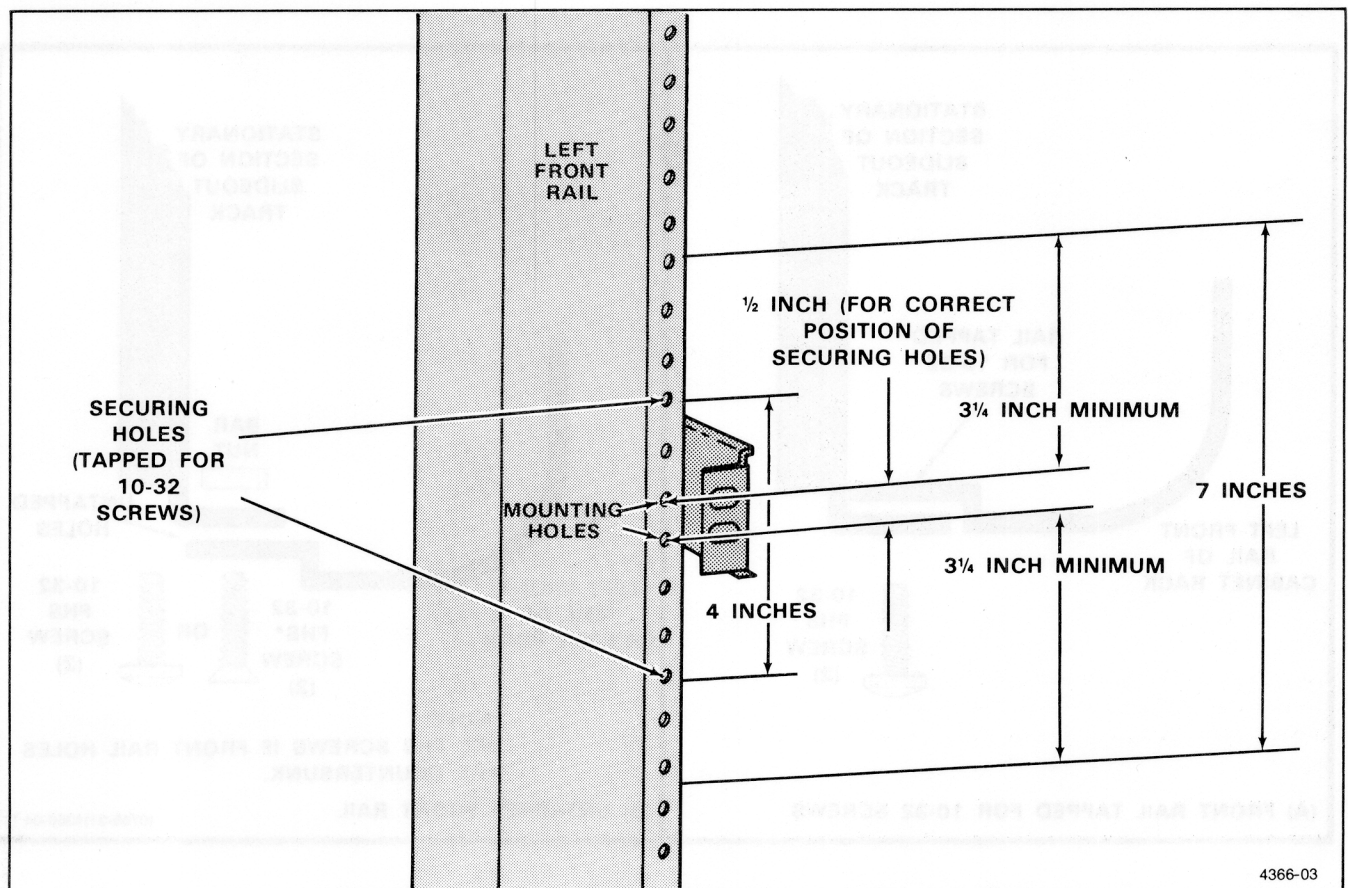 LEFT
FRONT
RAIL
½ INCH (FOR CORRECT
POSITION OF
SECURING HOLES)
3¼ INCH MINIMUM
SECURING
HOLES
(TAPPED FOR
10-32
SCREWS)
7 INCHES
MOUNTING
HOLES
3¼ INCH MINIMUM
4 INCHES
4366-03